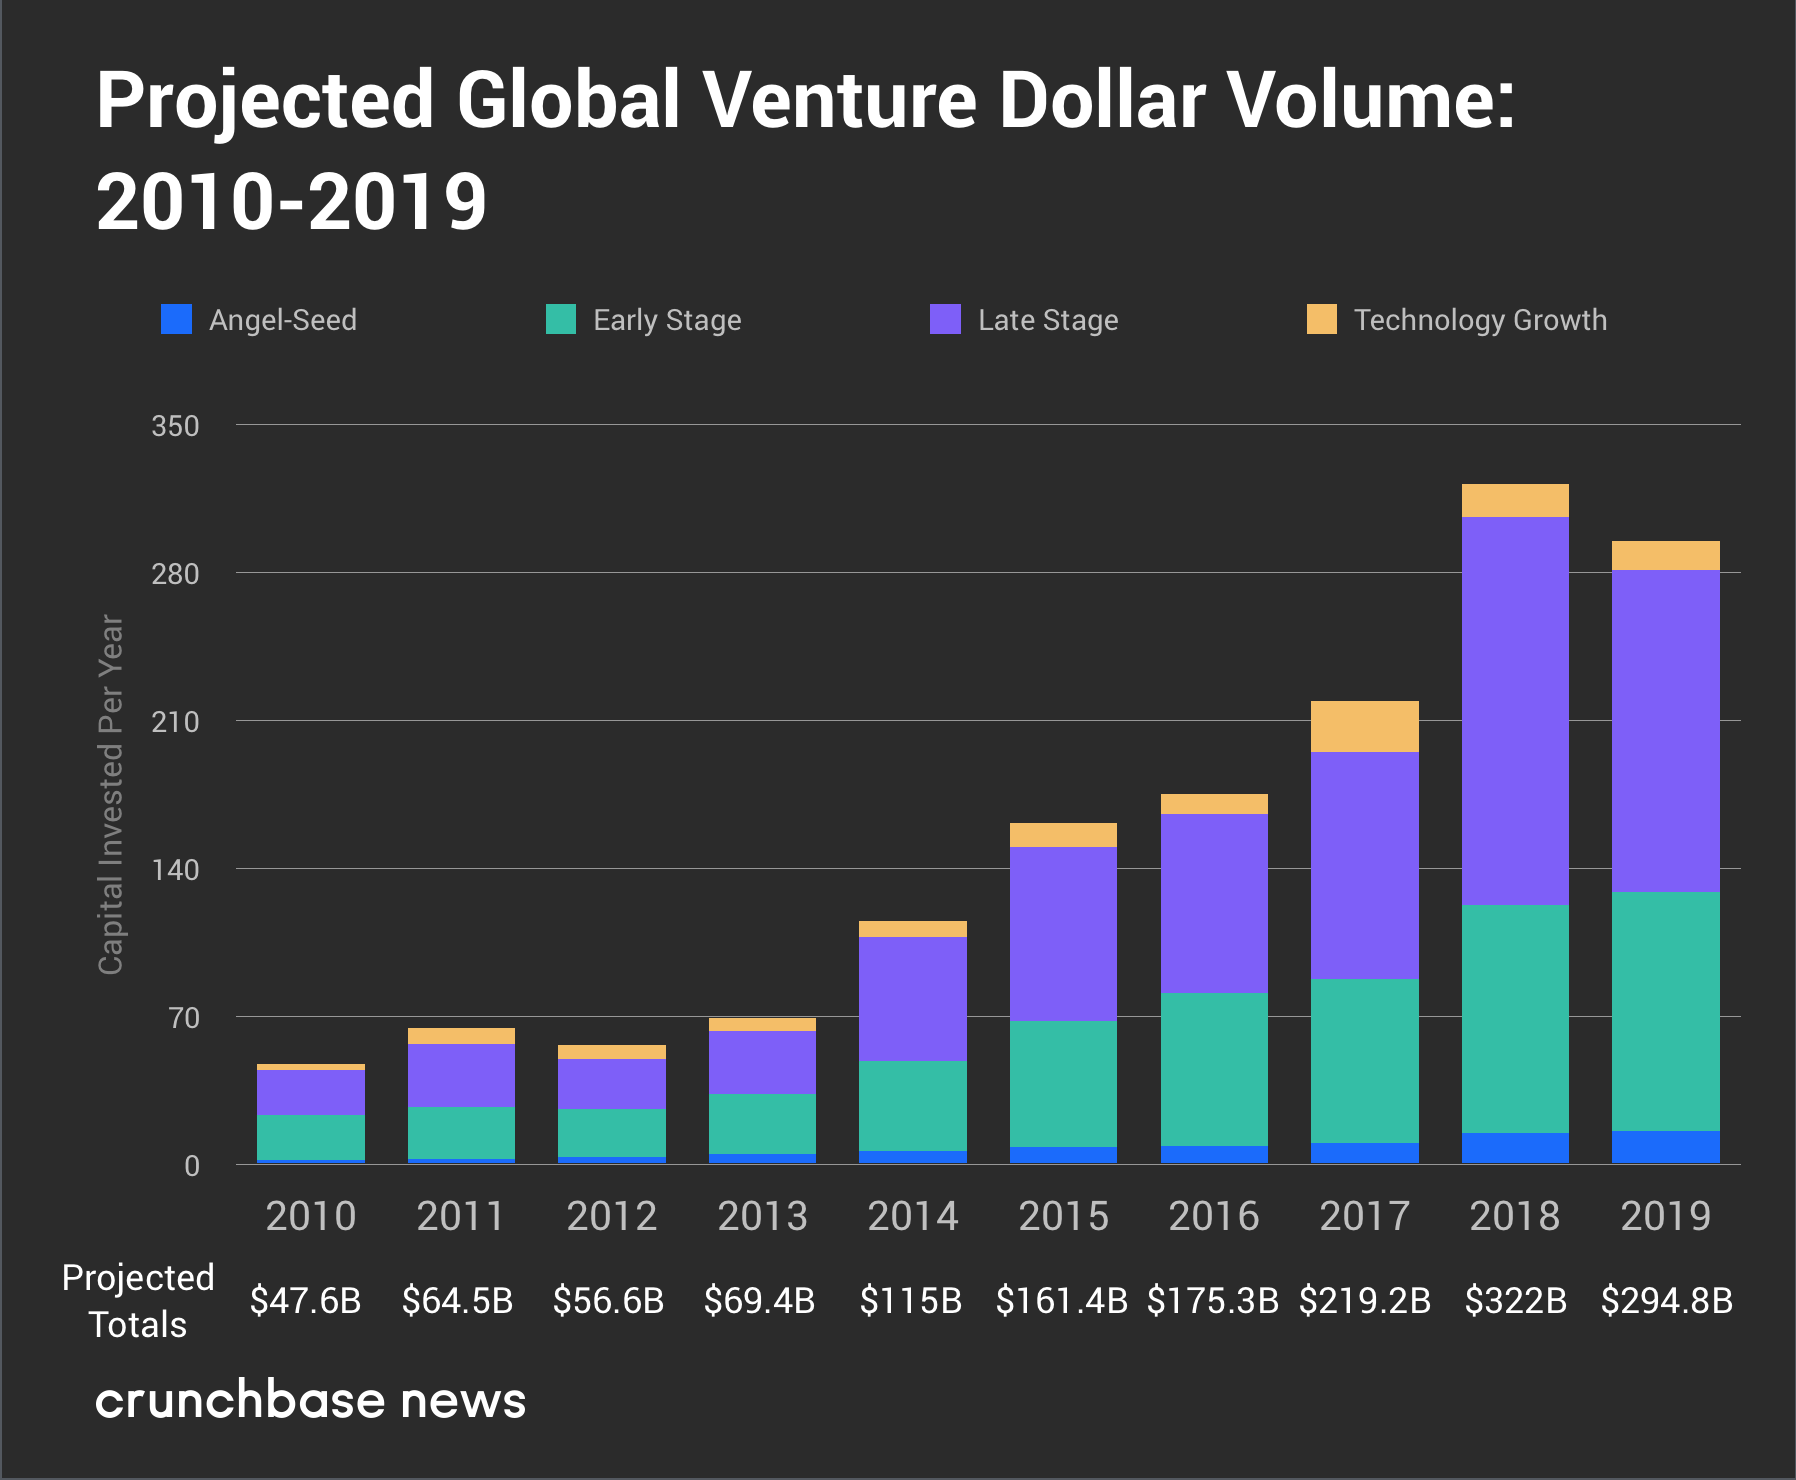 Projected Global Venture Dollar Volume:
2010-2019
Angel-Seed
Early Stage
Late Stage
Technology Growth
Capital Invested Per Year
350
280
210
140
70
0
2010 2011 2012 2013 2014 2015 2016 2017 2018 2019
Projected
Totals
$47.6B $64.5B $56.6B $69.4B $115B $161.4B $175.3B $219.2B $322B $294.8B
crunchbase news